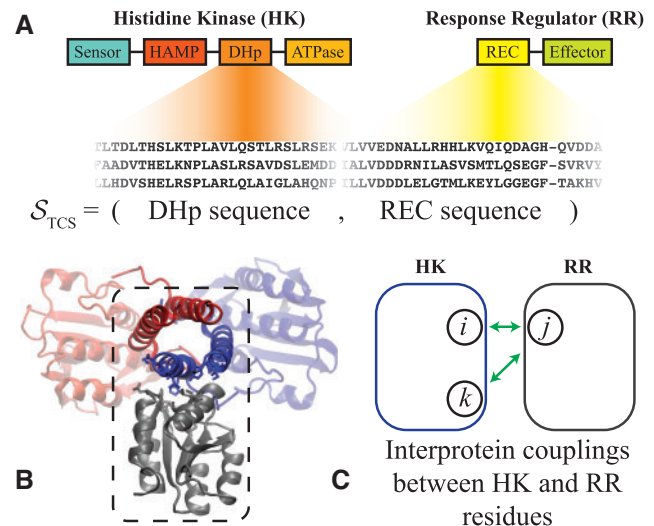 A
Histidine Kinase (HK)
Response Regulator (RR)
Sensor HAMP DHp ATPase REC Effector
TLTDLTHSLKTPLAVLQSTLRSLRSEK VLVVEDNALLRHHLKVQIQDAGH-QVDDA
FAADVTHELKNPLASLRSAVDSLEMDD IALVDDDRNILASVSMTLQSEGF-SVRVY
LLHDVSHELRSPLARLQLAIGLAHQNP ILLVDDDLELGTMLKEYLGGEGF-TAKHV
𝒮TCS = ( DHp sequence , REC sequence )
B
HK RR
i j
k
C
Interprotein couplings
between HK and RR
residues